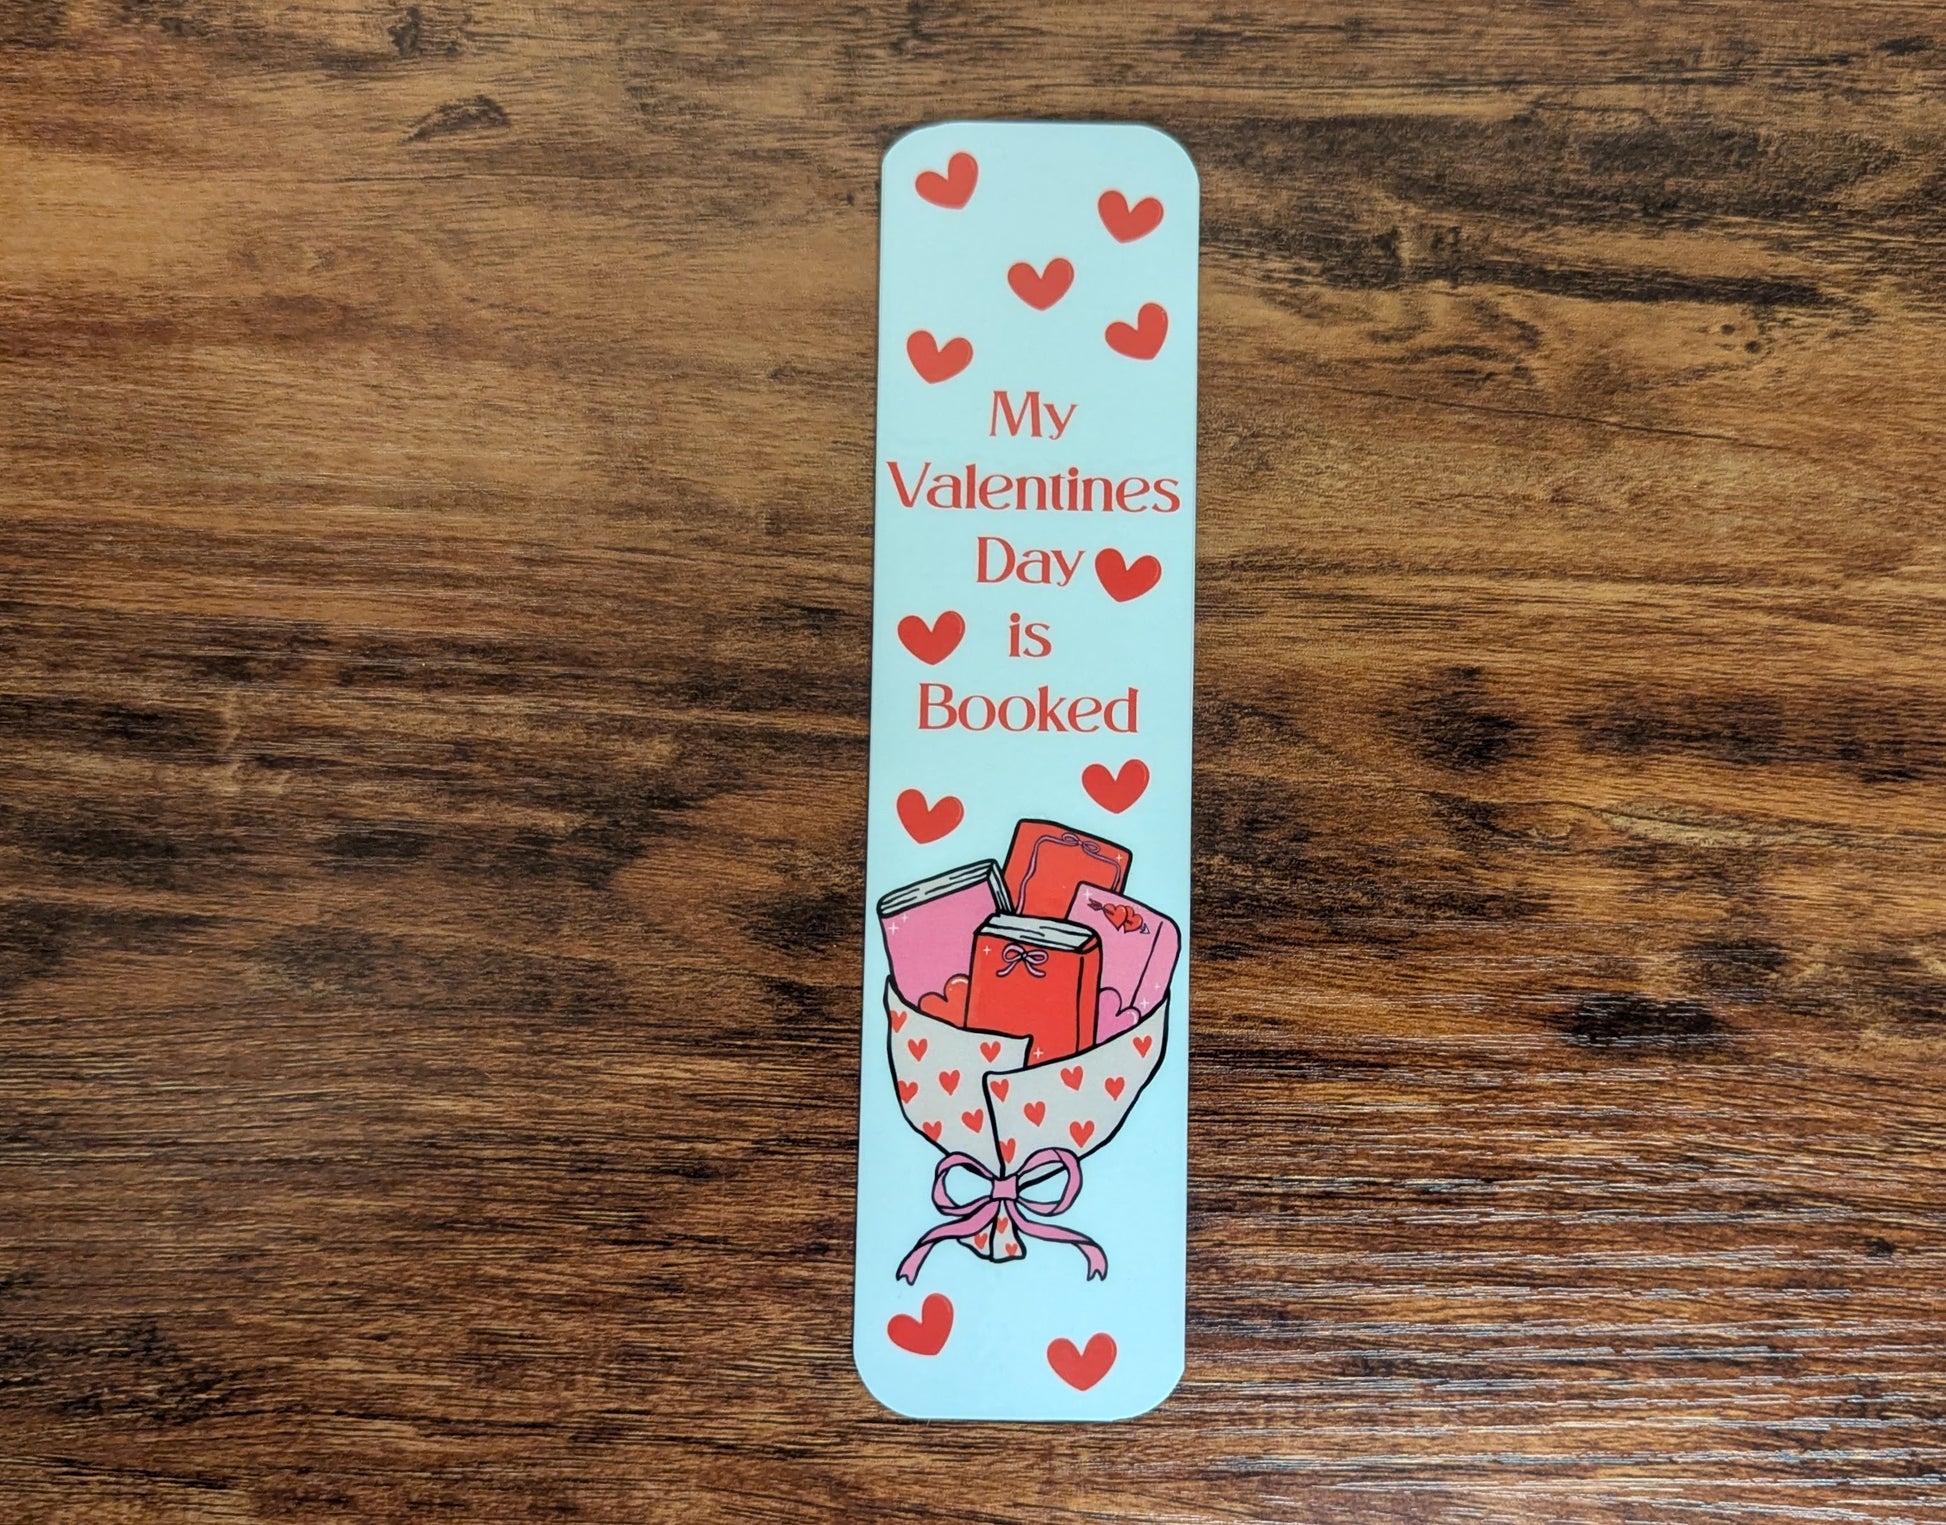 My
Valentines
Day
is
Booked